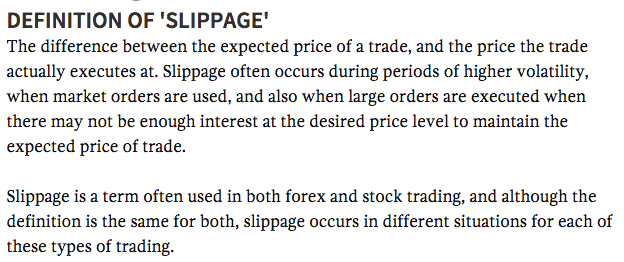 DEFINITION OF 'SLIPPAGE'
The difference between the expected price of a trade, and the price the trade
actually executes at. Slippage often occurs during periods of higher volatility,
when market orders are used, and also when large orders are executed when
there may not be enough interest at the desired price level to maintain the
expected price of trade.
Slippage is a term often used in both forex and stock trading, and although the
definition is the same for both, slippage occurs in different situations for each of
these types of trading.